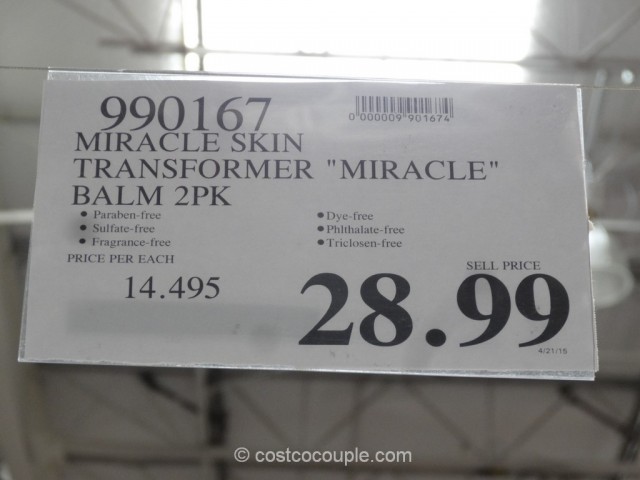 990167
0 000009 901674
MIRACLE SKIN
TRANSFORMER "MIRACLE"
BALM 2PK
• Paraben-free
• Sulfate-free
• Fragrance-free
• Dye-free
• Phlthalate-free
• Triclosen-free
PRICE PER EACH
14.495
SELL PRICE
28.99
4/21/15
© costcocouple.com